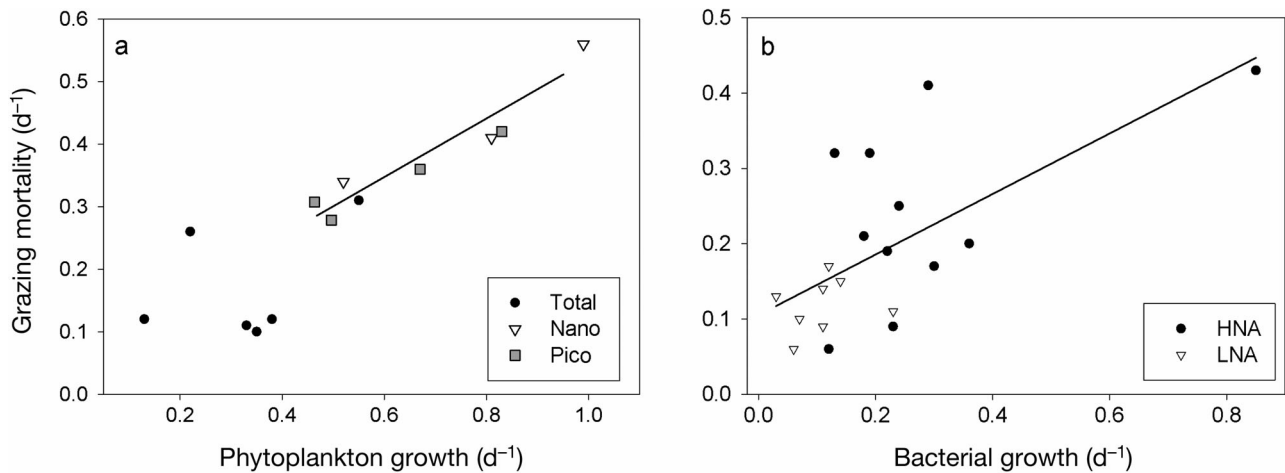 a
Grazing mortality (d⁻¹)
0.6
0.5
0.4
0.3
0.2
0.1
0.0
0.2
0.4
0.6
0.8
1.0
Phytoplankton growth (d⁻¹)
Total
Nano
Pico
b
0.5
0.4
0.3
0.2
0.1
0.0
0.0
0.2
0.4
0.6
0.8
Bacterial growth (d⁻¹)
HNA
LNA